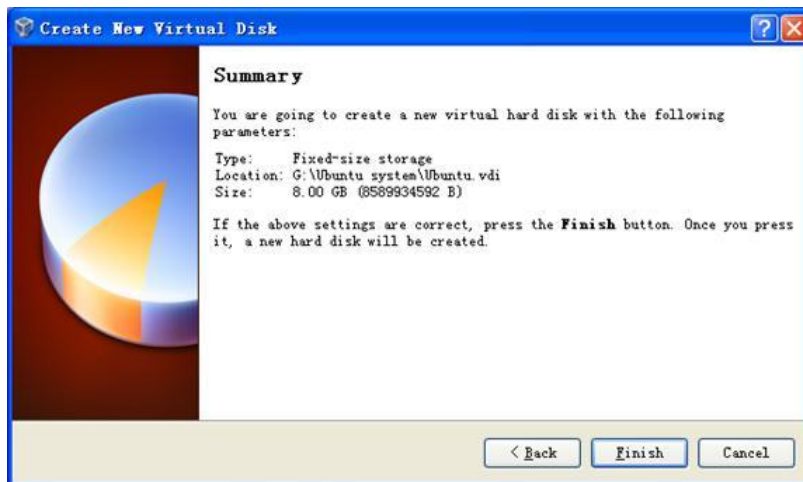 Create New Virtual Disk
Summary
You are going to create a new virtual hard disk with the following
parameters:
Type: Fixed-size storage
Location: G:\Ubuntu system\Ubuntu.vdi
Size: 8.00 GB (8589934592 B)
If the above settings are correct, press the Finish button. Once you press
it, a new hard disk will be created.
< Back Finish Cancel